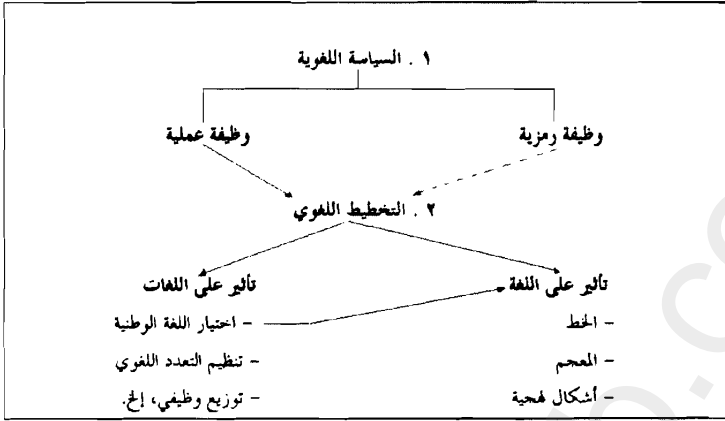 ١ . السياسة اللغوية
وظيفة رمزية
وظيفة عملية
٢ . التخطيط اللغوي
تأثير على اللغة
- الخط
- المعجم
- أشكال لهجية
تأثير على اللغات
- اختيار اللغة الوطنية
- تنظيم التعدد اللغوي
- توزيع وظيفي، إلخ.